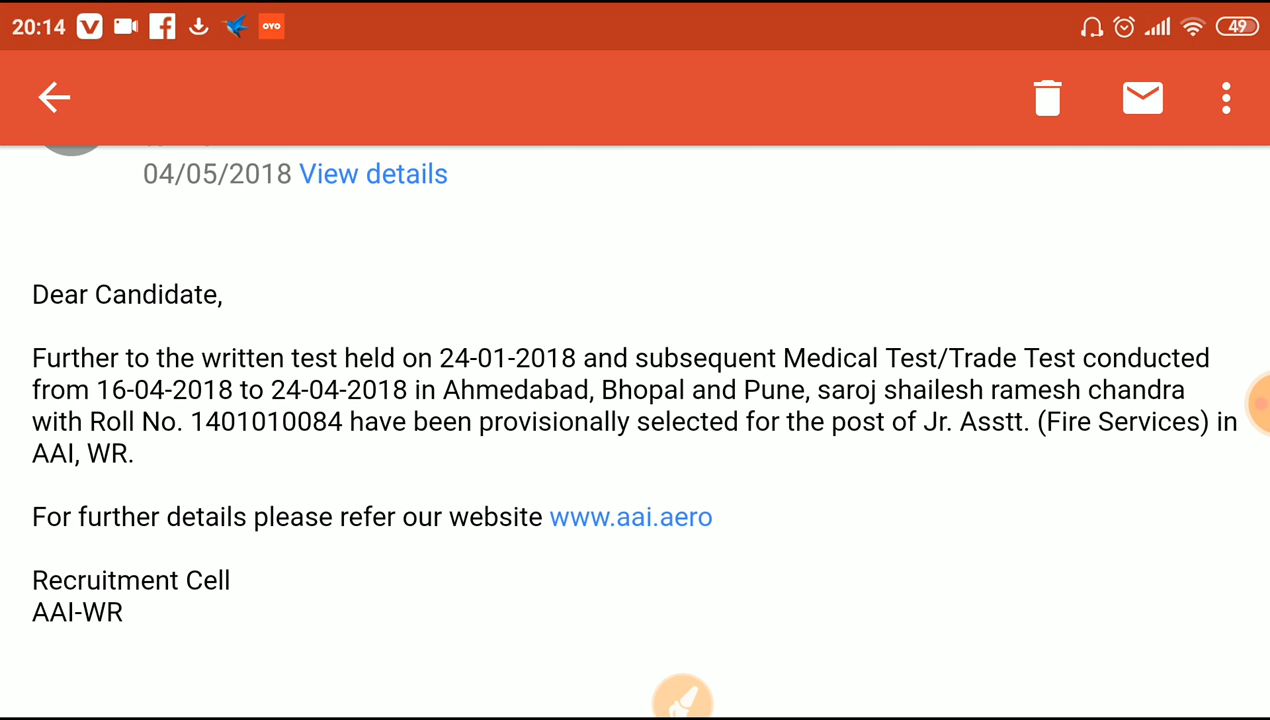 20:14
OYO
49
04/05/2018 View details
Dear Candidate,
Further to the written test held on 24-01-2018 and subsequent Medical Test/Trade Test conducted
from 16-04-2018 to 24-04-2018 in Ahmedabad, Bhopal and Pune, saroj shailesh ramesh chandra
with Roll No. 1401010084 have been provisionally selected for the post of Jr. Asstt. (Fire Services) in
AAI, WR.
For further details please refer our website www.aai.aero
Recruitment Cell
AAI-WR